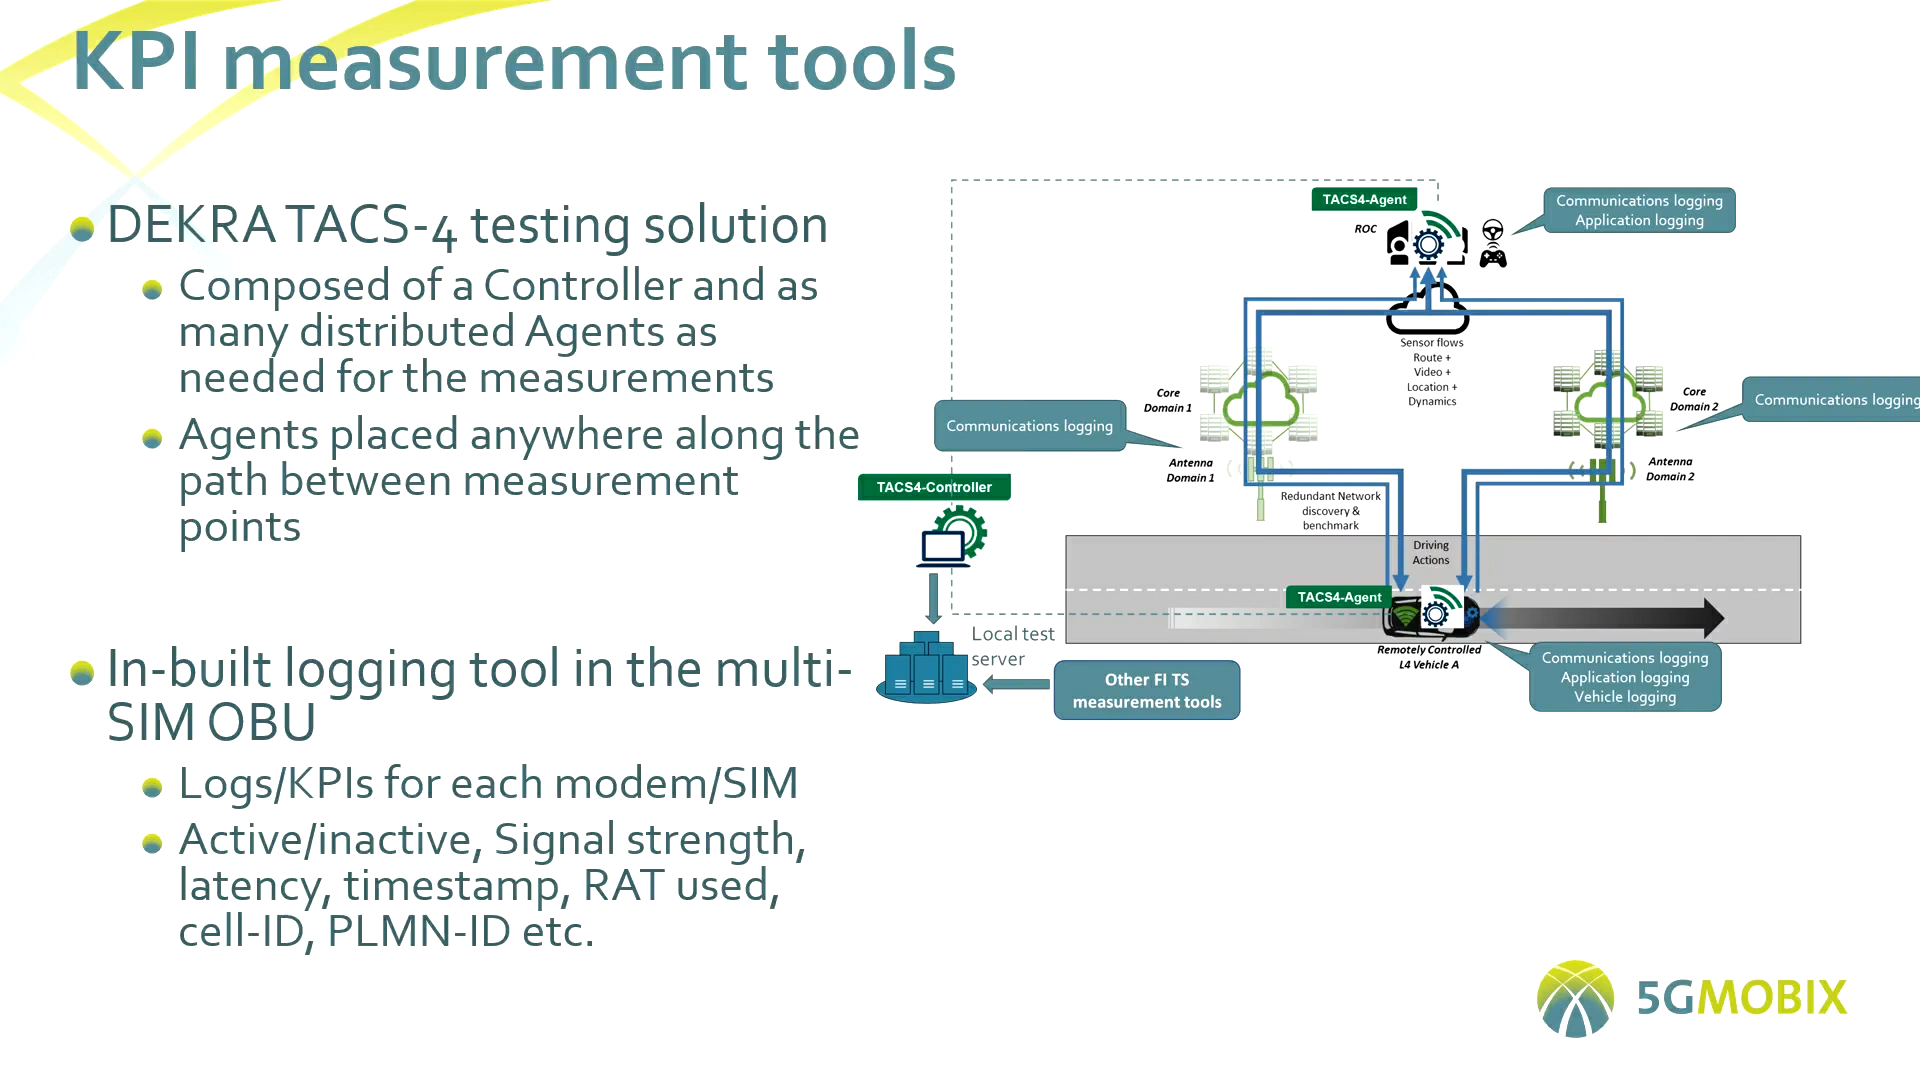 KPI measurement tools
DEKRA TACS-4 testing solution
Composed of a Controller and as
many distributed Agents as
needed for the measurements
Agents placed anywhere along the
path between measurement
points
In-built logging tool in the multi-
SIM OBU
Logs/KPIs for each modem/SIM
Active/inactive, Signal strength,
latency, timestamp, RAT used,
cell-ID, PLMN-ID etc.
TACS4-Agent
ROC
Communications logging
Application logging
Sensor flows
Route +
Video +
Location +
Dynamics
Core
Domain 1
Core
Domain 2
Communications logging
Communications logging
Antenna
Domain 1
Antenna
Domain 2
TACS4-Controller
Redundant Network
discovery &
benchmark
Driving
Actions
TACS4-Agent
Local test
server
Remotely Controlled
L4 Vehicle A
Other FI TS
measurement tools
Communications logging
Application logging
Vehicle logging
5GMOBIX